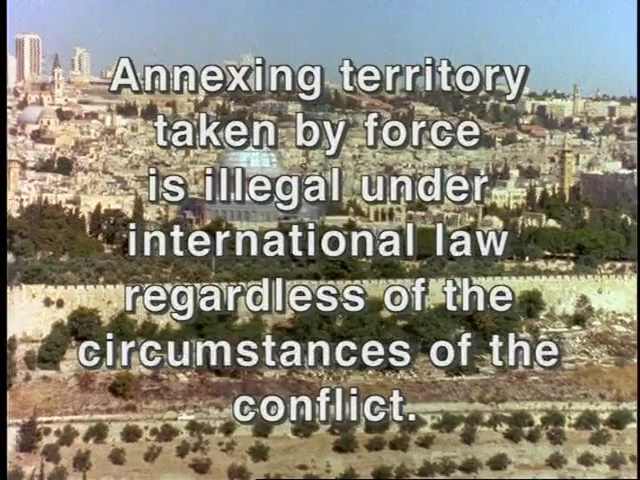 Annexing territory
taken by force
is illegal under
international law
regardless of the
circumstances of the
conflict.